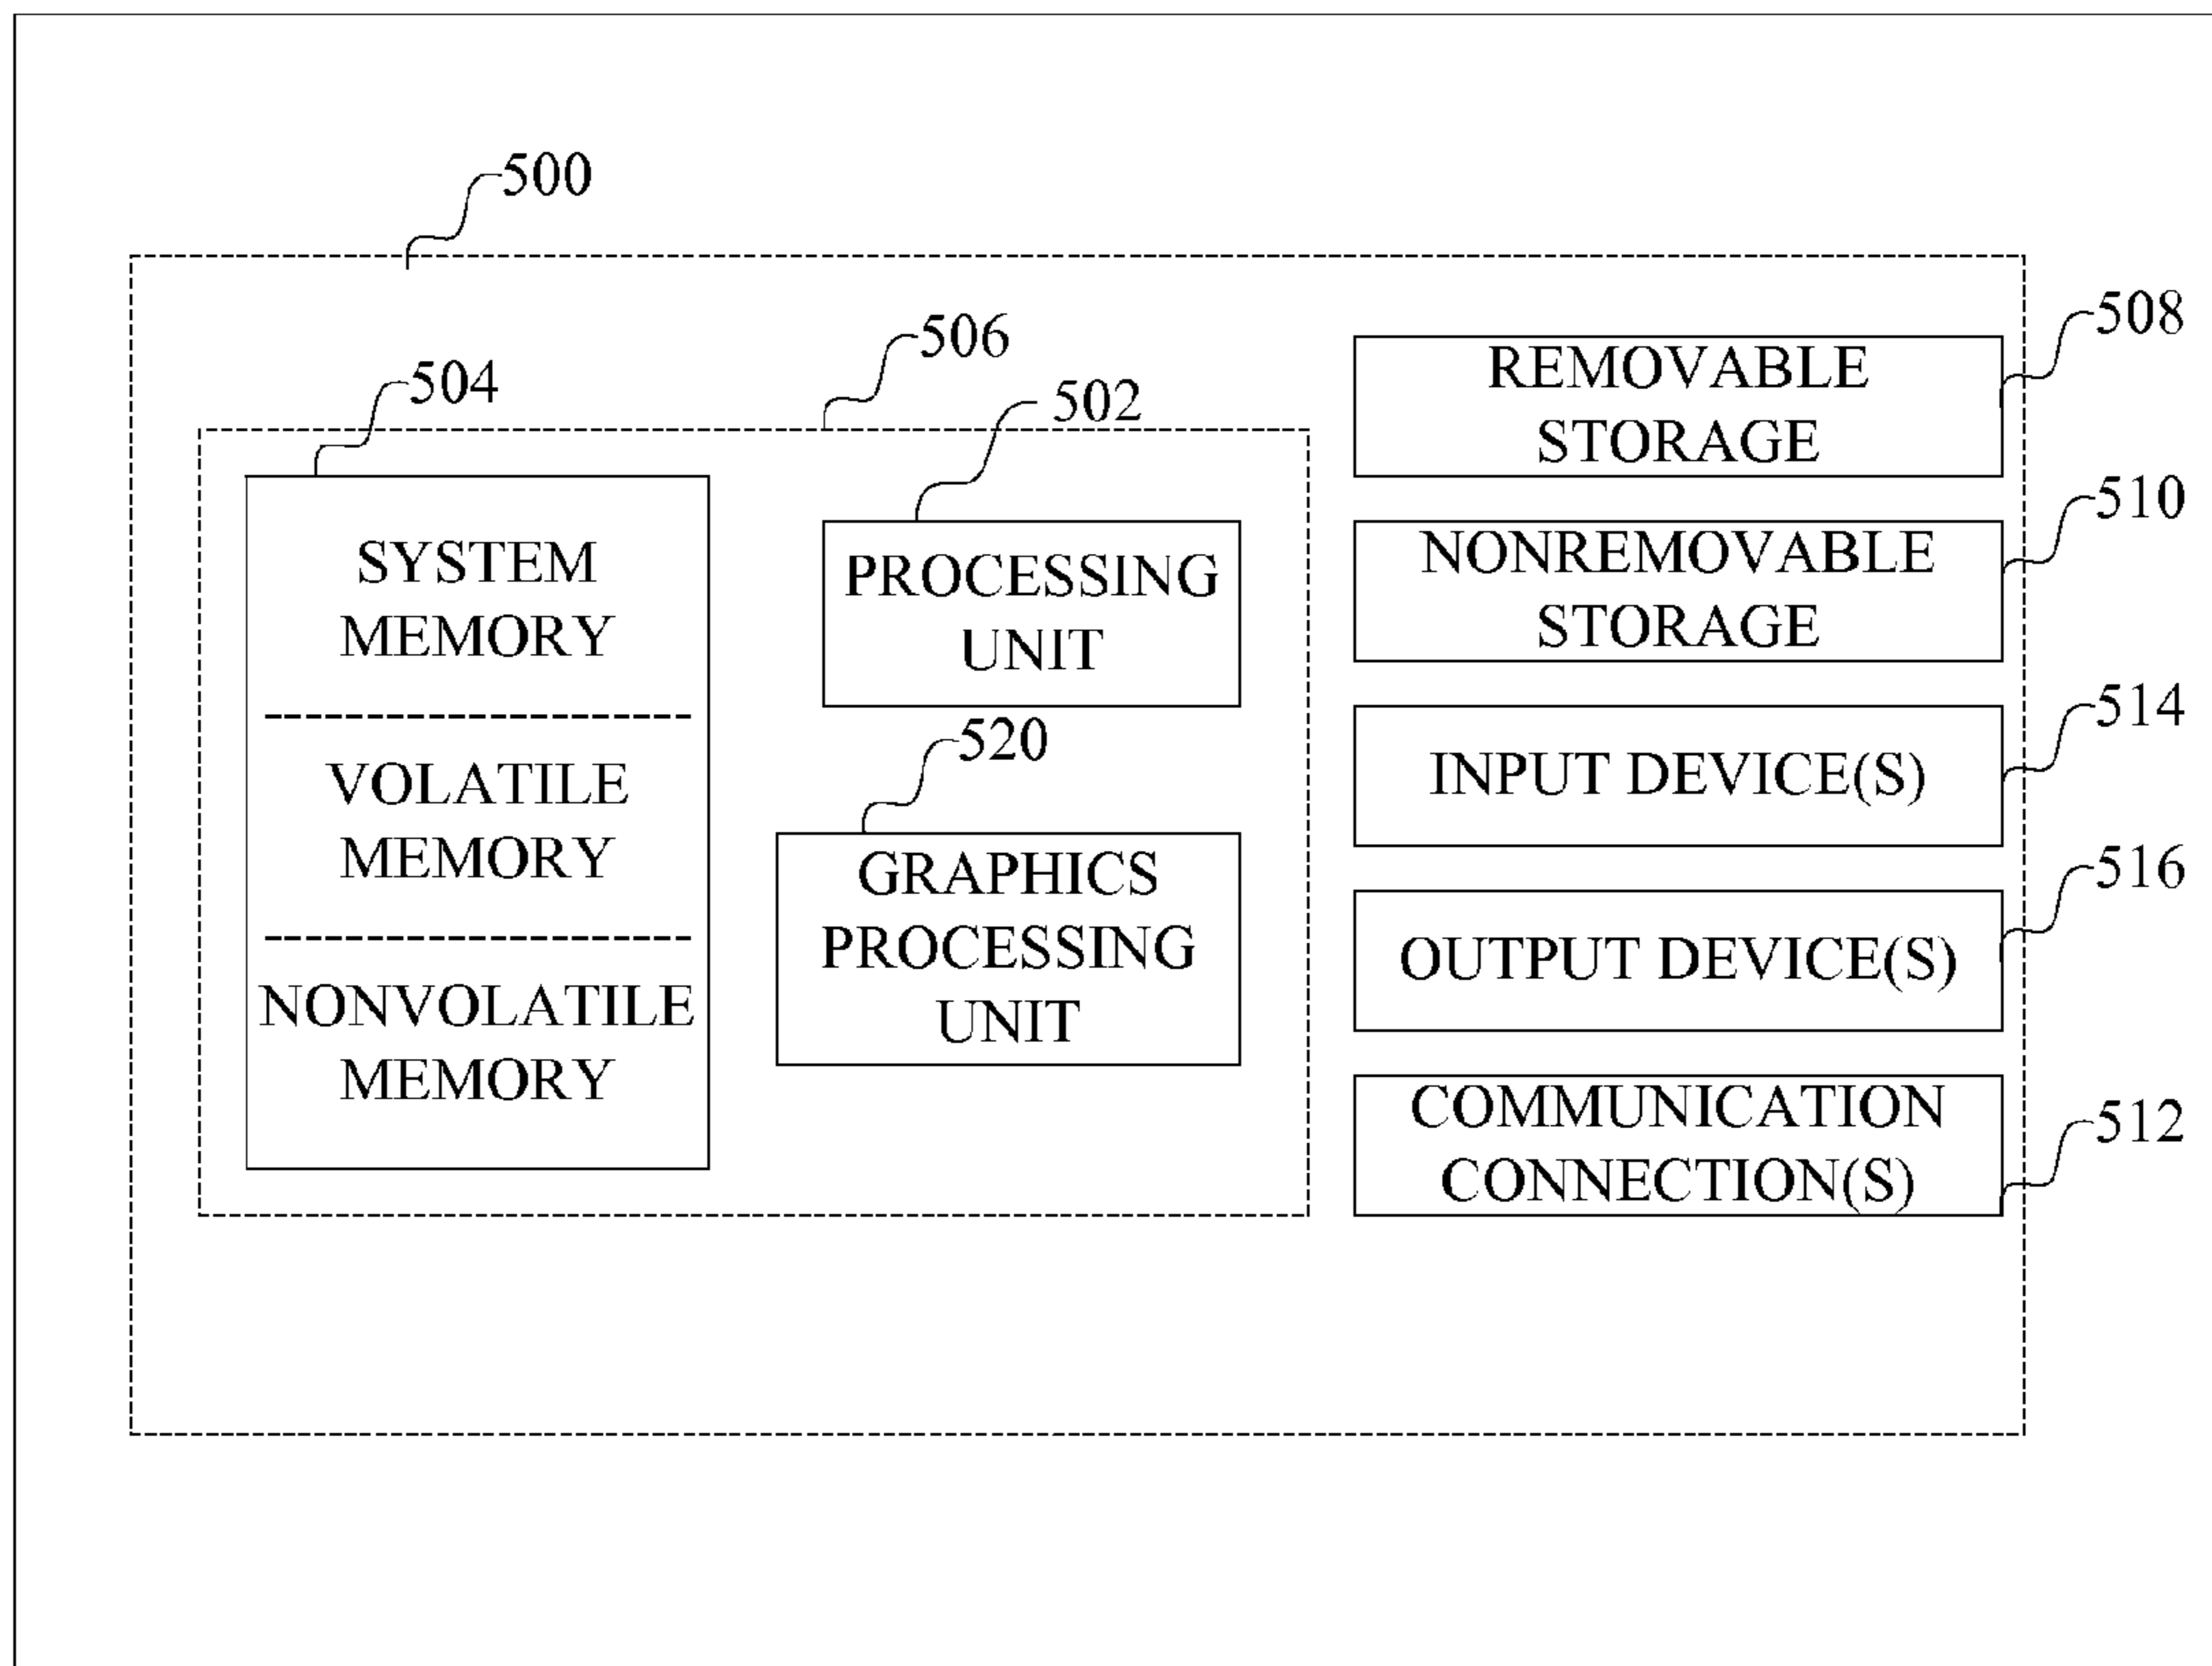 500
506
504
502
SYSTEM
MEMORY
VOLATILE
MEMORY
NONVOLATILE
MEMORY
PROCESSING
UNIT
520
GRAPHICS
PROCESSING
UNIT
508
REMOVABLE
STORAGE
510
NONREMOVABLE
STORAGE
514
INPUT DEVICE(S)
516
OUTPUT DEVICE(S)
512
COMMUNICATION
CONNECTION(S)